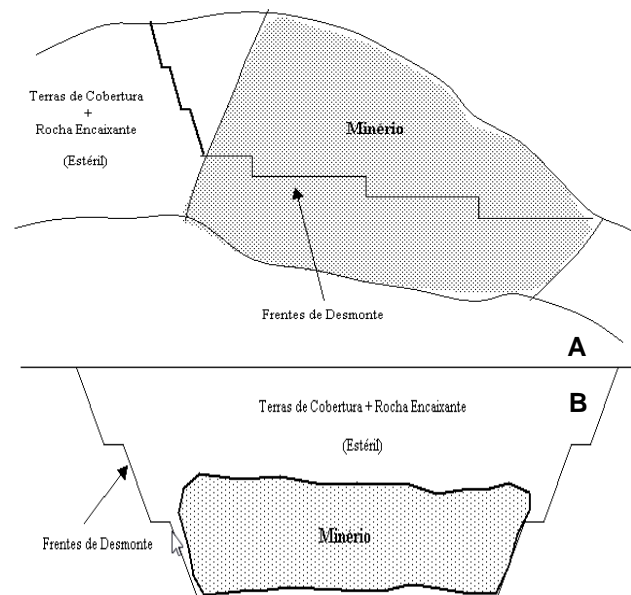 Terras de Cobertura
+
Rocha Encaixante
(Estéril)
Minério
Frentes de Desmonte
A
Terras de Cobertura + Rocha Encaixante
B
(Estéril)
Minério
Frentes de Desmonte